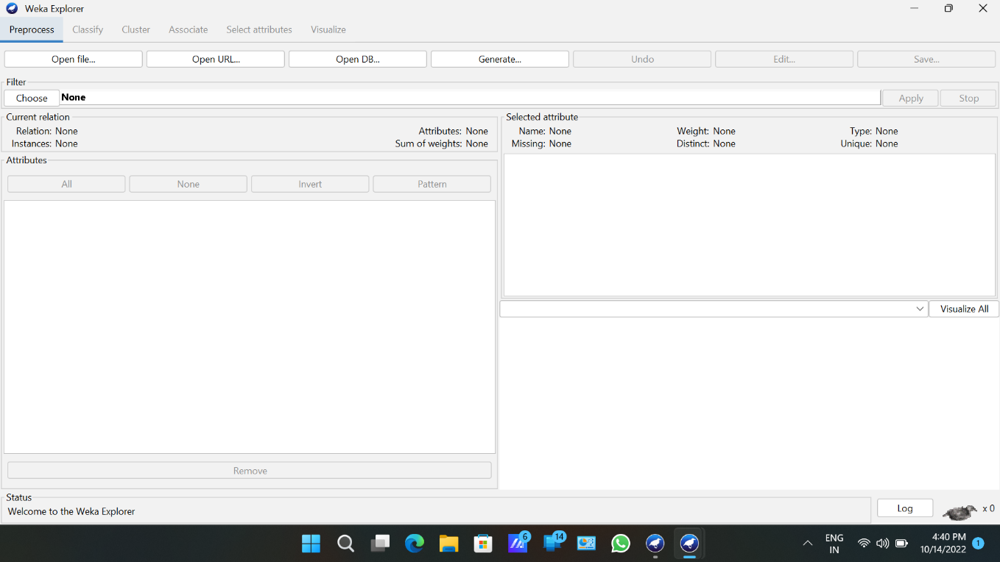 Weka Explorer
Preprocess Classify Cluster Associate Select attributes Visualize
Open file... Open URL... Open DB... Generate... Undo Edit... Save...
Filter
Choose None Apply Stop
Current relation
Relation: None Attributes: None
Instances: None Sum of weights: None
Attributes
All None Invert Pattern
Remove
Selected attribute
Name: None Weight: None Type: None
Missing: None Distinct: None Unique: None
Visualize All
Status
Welcome to the Weka Explorer
Log x 0
6 14
ENG
IN
4:40 PM
10/14/2022
1